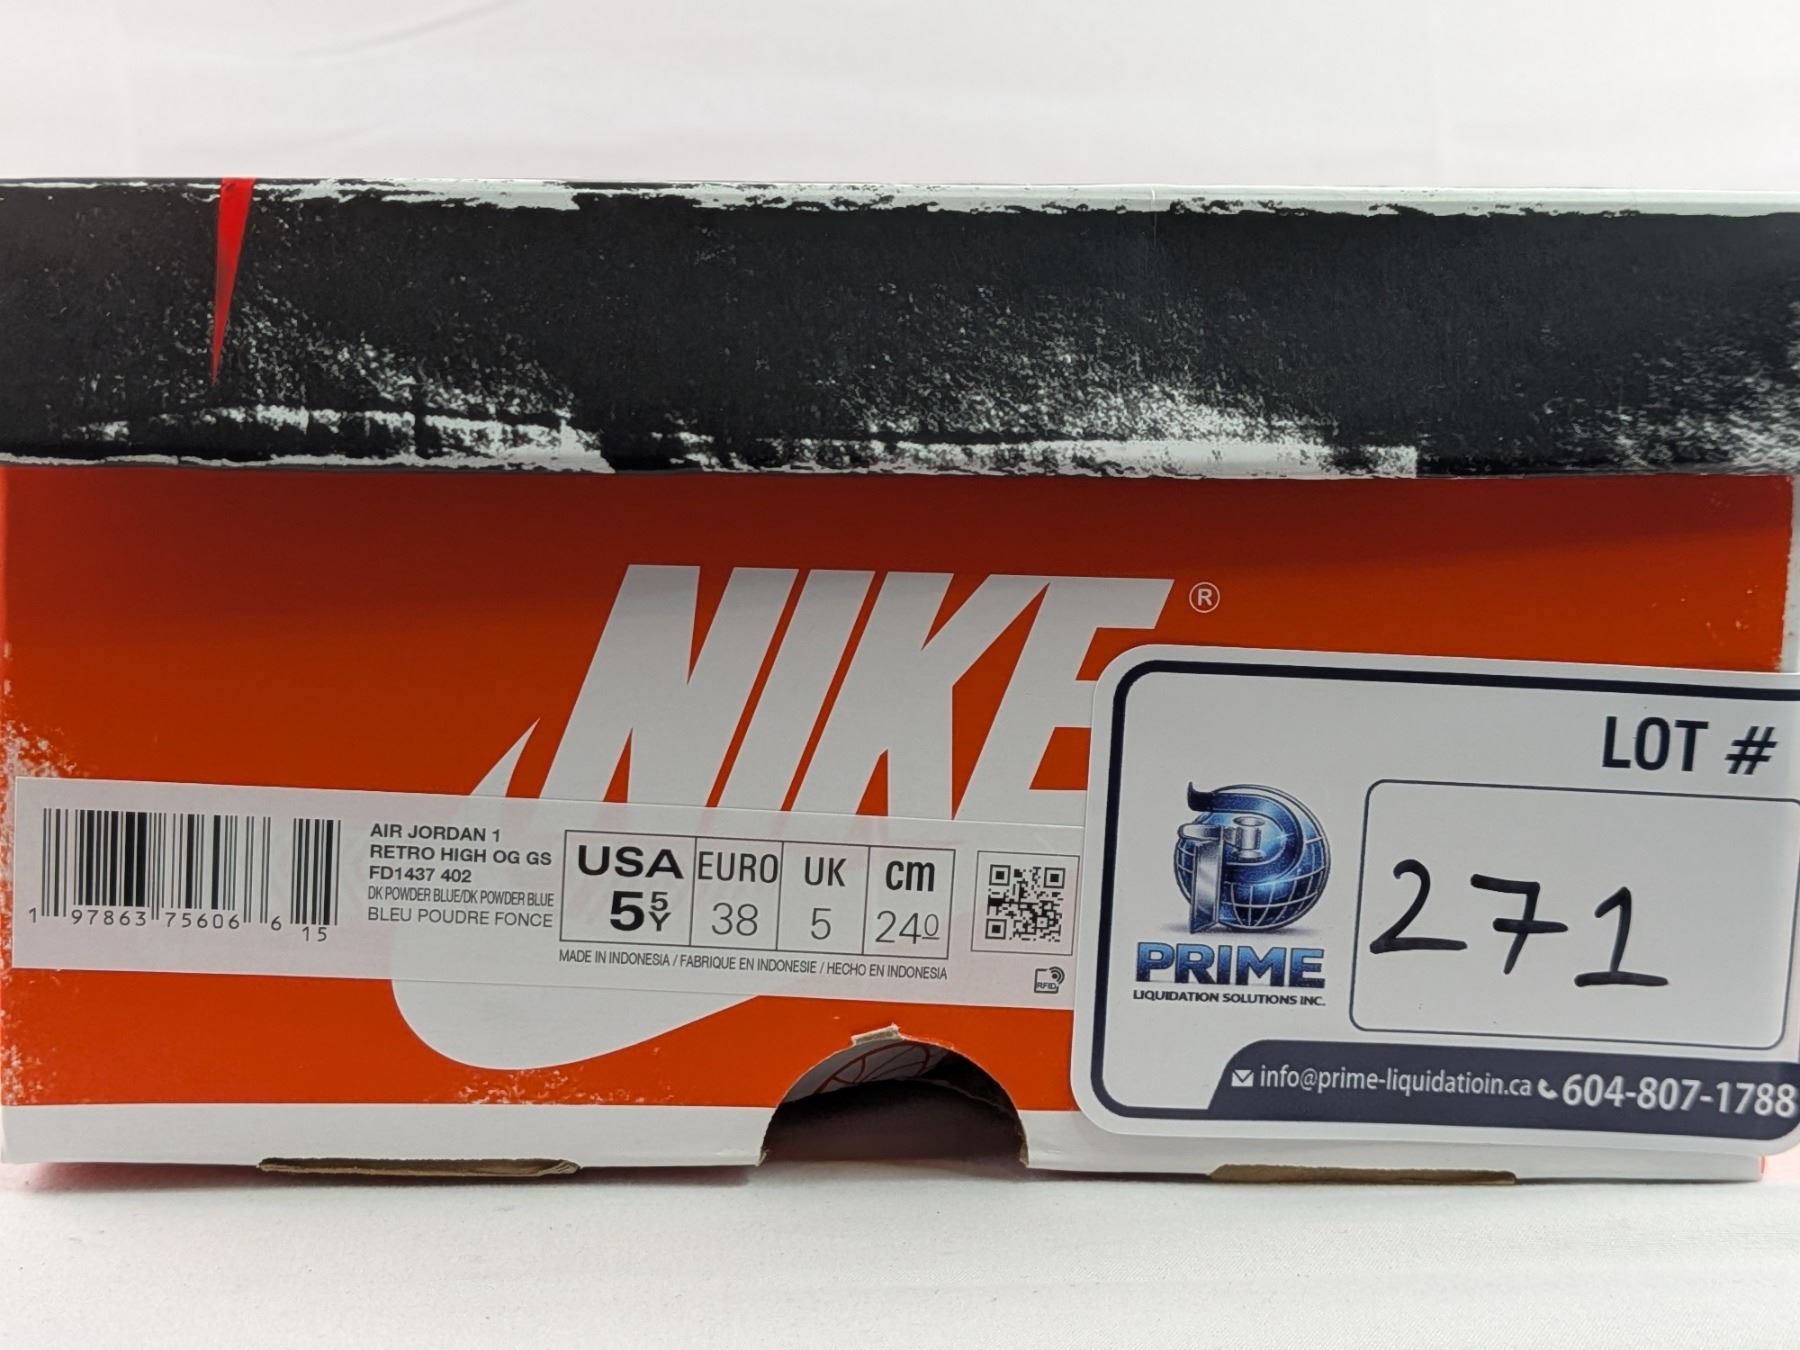 NIKE®
AIR JORDAN 1
RETRO HIGH OG GS
FD1437 402
DK POWDER BLUE/DK POWDER BLUE
BLEU POUDRE FONCE
1 97863 75606 6
15
USA EURO UK cm
5 5Y 38 5 240
MADE IN INDONESIA / FABRIQUE EN INDONESIE / HECHO EN INDONESIA
RFID
LOT #
271
PRIME
LIQUIDATION SOLUTIONS INC.
info@prime-liquidatioin.ca 604-807-1788